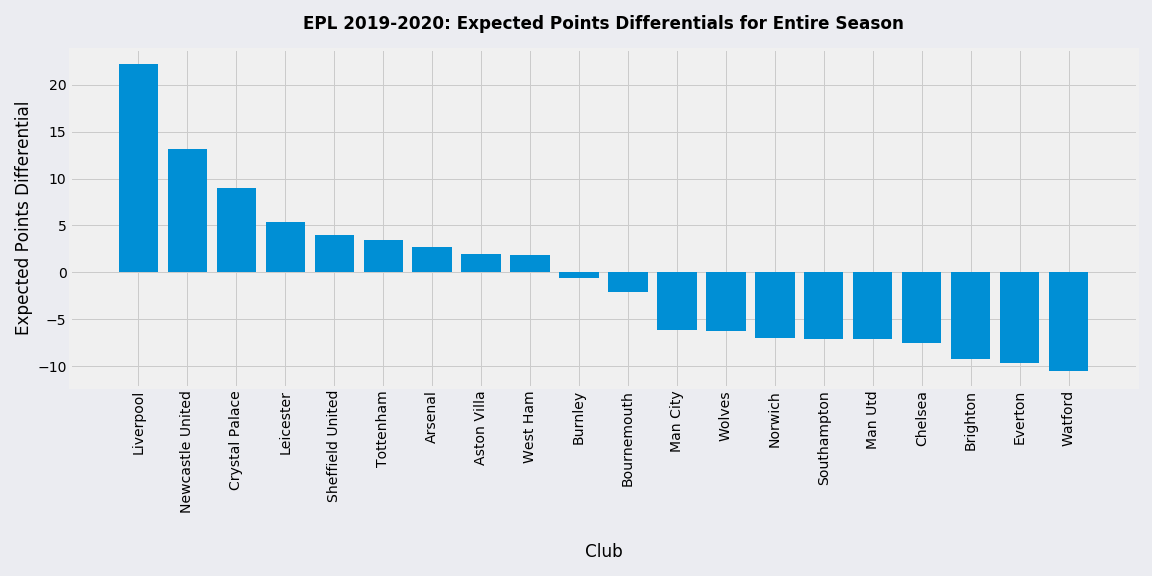 EPL 2019-2020: Expected Points Differentials for Entire Season
Expected Points Differential
20
15
10
5
0
−5
−10
Liverpool
Newcastle United
Crystal Palace
Leicester
Sheffield United
Tottenham
Arsenal
Aston Villa
West Ham
Burnley
Bournemouth
Man City
Wolves
Norwich
Southampton
Man Utd
Chelsea
Brighton
Everton
Watford
Club